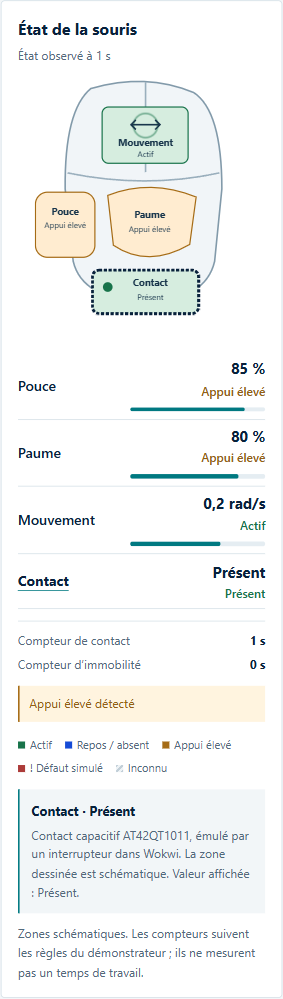 État de la souris
État observé à 1 s
Mouvement
Actif
Pouce
Appui élevé
Paume
Appui élevé
Contact
Présent
85 %
Pouce
Appui élevé
80 %
Paume
Appui élevé
0,2 rad/s
Mouvement
Actif
Contact
Présent
Présent
Compteur de contact 1 s
Compteur d’immobilité 0 s
Appui élevé détecté
Actif Repos / absent Appui élevé
! Défaut simulé Inconnu
Contact · Présent
Contact capacitif AT42QT1011, émulé par
un interrupteur dans Wokwi. La zone
dessinée est schématique. Valeur affichée
: Présent.
Zones schématiques. Les compteurs suivent
les règles du démonstrateur ; ils ne mesurent
pas un temps de travail.